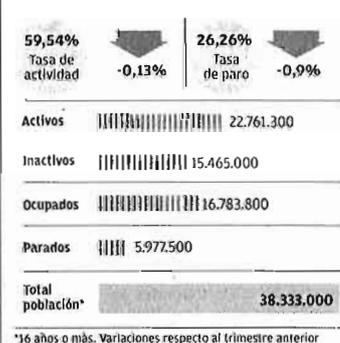 59,54%
Tasa de
actividad
-0,13%
26,26%
Tasa
de paro
-0,9%
Activos 22.761.300
Inactivos 15.465.000
Ocupados 16.783.800
Parados 5.977.500
Total
población* 38.333.000
*16 años o más. Variaciones respecto al trimestre anterior